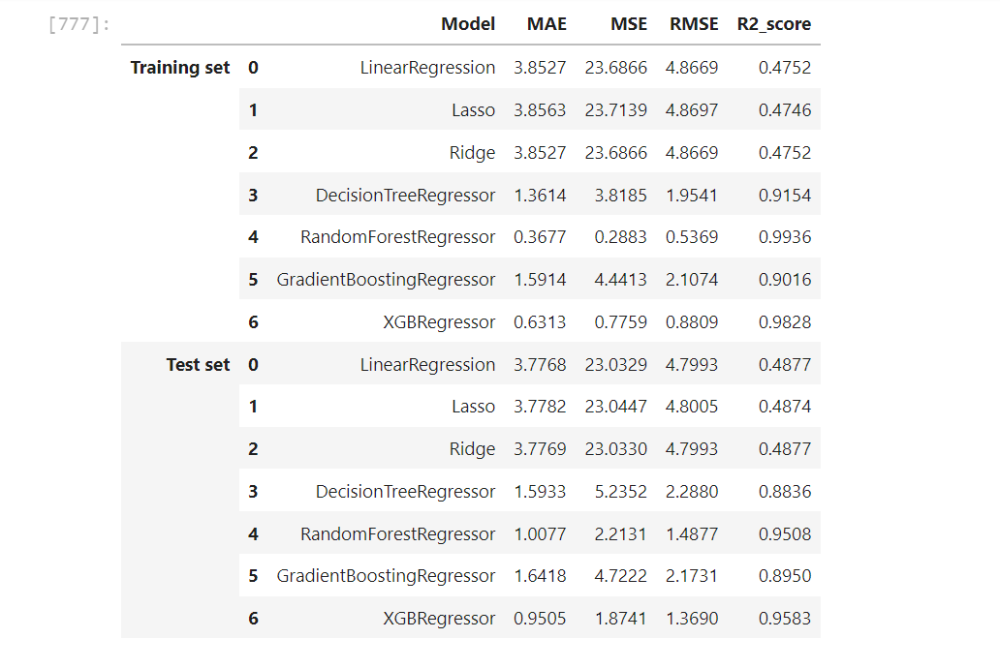 [777]: Model MAE MSE RMSE R2_score
Training set 0 LinearRegression 3.8527 23.6866 4.8669 0.4752
1 Lasso 3.8563 23.7139 4.8697 0.4746
2 Ridge 3.8527 23.6866 4.8669 0.4752
3 DecisionTreeRegressor 1.3614 3.8185 1.9541 0.9154
4 RandomForestRegressor 0.3677 0.2883 0.5369 0.9936
5 GradientBoostingRegressor 1.5914 4.4413 2.1074 0.9016
6 XGBRegressor 0.6313 0.7759 0.8809 0.9828
Test set 0 LinearRegression 3.7768 23.0329 4.7993 0.4877
1 Lasso 3.7782 23.0447 4.8005 0.4874
2 Ridge 3.7769 23.0330 4.7993 0.4877
3 DecisionTreeRegressor 1.5933 5.2352 2.2880 0.8836
4 RandomForestRegressor 1.0077 2.2131 1.4877 0.9508
5 GradientBoostingRegressor 1.6418 4.7222 2.1731 0.8950
6 XGBRegressor 0.9505 1.8741 1.3690 0.9583